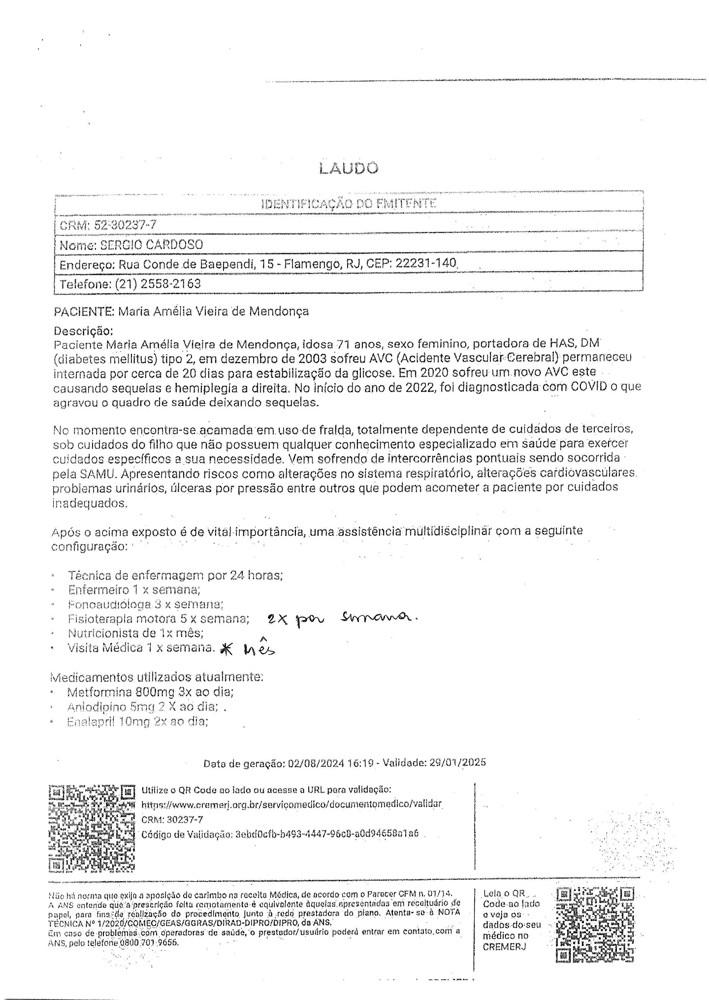 LAUDO
IDENTIFICAÇÃO DO EMITENTE
CRM: 52-30237-7
Nome: SERGIO CARDOSO
Endereço: Rua Conde de Baependi, 15 - Flamengo, RJ, CEP: 22231-140
Telefone: (21) 2558-2163
PACIENTE: Maria Amélia Vieira de Mendonça
Descrição:
Paciente Maria Amélia Vieira de Mendonça, idosa 71 anos, sexo feminino, portadora de HAS, DM
(diabetes mellitus) tipo 2, em dezembro de 2003 sofreu AVC (Acidente Vascular Cerebral) permaneceu
internada por cerca de 20 dias para estabilização da glicose. Em 2020 sofreu um novo AVC este
causando sequelas e hemiplegia a direita. No início do ano de 2022, foi diagnosticada com COVID o que
agravou o quadro de saúde deixando sequelas.
No momento encontra-se acamada em uso de fralda, totalmente dependente de cuidados de terceiros,
sob cuidados do filho que não possuem qualquer conhecimento especializado em saúde para exercer
cuidados específicos a sua necessidade. Vem sofrendo de intercorrências pontuais sendo socorrida
pela SAMU. Apresentando riscos como alterações no sistema respiratório, alterações cardiovasculares,
problemas urinários, úlceras por pressão entre outros que podem acometer a paciente por cuidados
inadequados.
Após o acima exposto é de vital importância, uma assistência multidisciplinar com a seguinte
configuração:
• Técnica de enfermagem por 24 horas;
• Enfermeiro 1 x semana;
• Fonoaudióloga 3 x semana;
• Fisioterapia motora 5 x semana; 2X por semana.
• Nutricionista de 1x mês;
• Visita Médica 1 x semana. * Mês
Medicamentos utilizados atualmente:
• Metformina 800mg 3x ao dia;
• Anlodipino 5mg 2 X ao dia;
• Enalapril 10mg 2x ao dia;
Data de geração: 02/08/2024 16:19 - Validade: 29/01/2025
Utilize o QR Code ao lado ou acesse a URL para validação:
https://www.cremerj.org.br/servicomedico/documentomedico/validar
CRM: 30237-7
Código de Validação: 3ebd0cfb-b493-4447-96c8-a0d94658a1a6
Não há norma que exija a aposição do carimbo na receita Médica, de acordo com o Parecer CFM n. 01/14.
A ANS entende que a prescrição feita remotamente é equivalente àquelas apresentadas em receituário de
papel, para fins de realização do procedimento junto à rede prestadora do plano. Atenta-se à NOTA
TÉCNICA Nº 1/2020/COMEC/GEAS/GGRAS/DIRAD-DIPRO/DIPRO, da ANS.
Em caso de problemas com operadoras de saúde, o prestador/usuário poderá entrar em contato com a
ANS, pelo telefone 0800 701 9656.
Leia o QR
Code ao lado
e veja os
dados do seu
médico no
CREMERJ